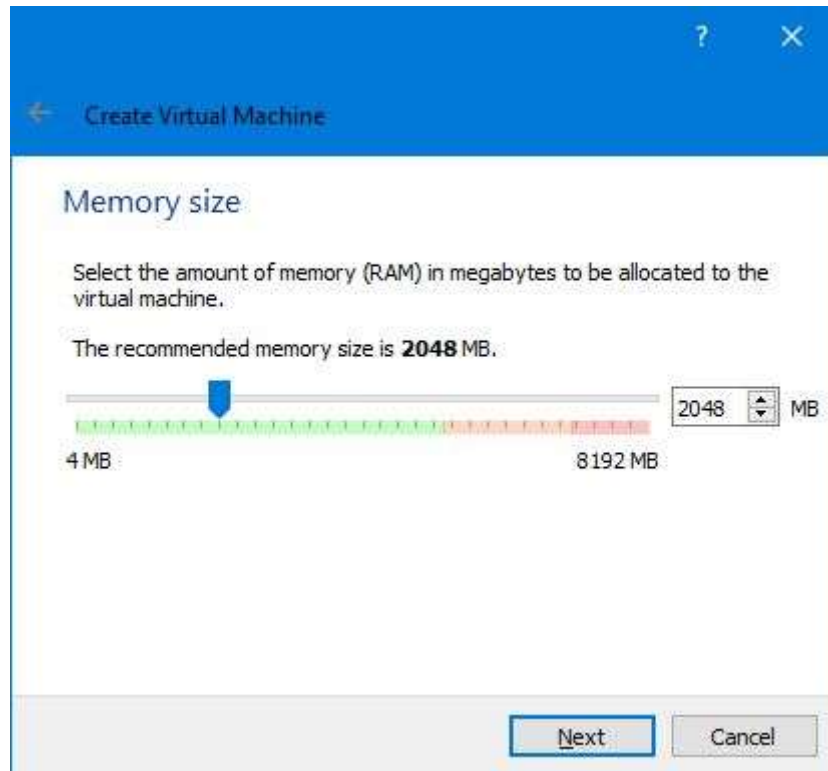 ?
Create Virtual Machine
Memory size
Select the amount of memory (RAM) in megabytes to be allocated to the
virtual machine.
The recommended memory size is 2048 MB.
2048 MB
4 MB 8192 MB
Next Cancel